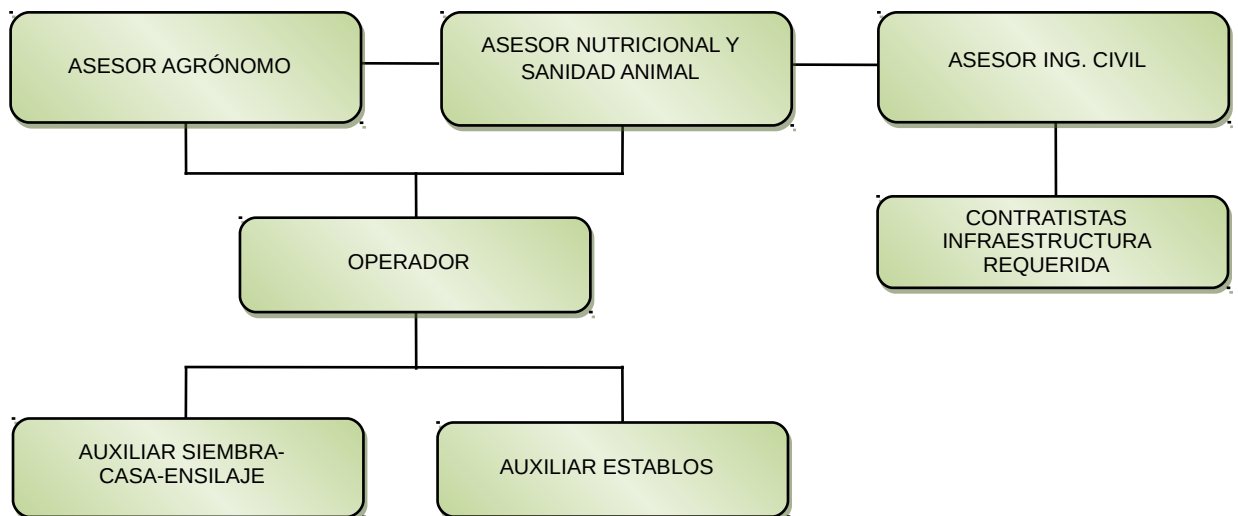 ASESOR AGRÓNOMO
ASESOR NUTRICIONAL Y
SANIDAD ANIMAL
ASESOR ING. CIVIL
CONTRATISTAS
INFRAESTRUCTURA
REQUERIDA
OPERADOR
AUXILIAR SIEMBRA-
CASA-ENSILAJE
AUXILIAR ESTABLOS